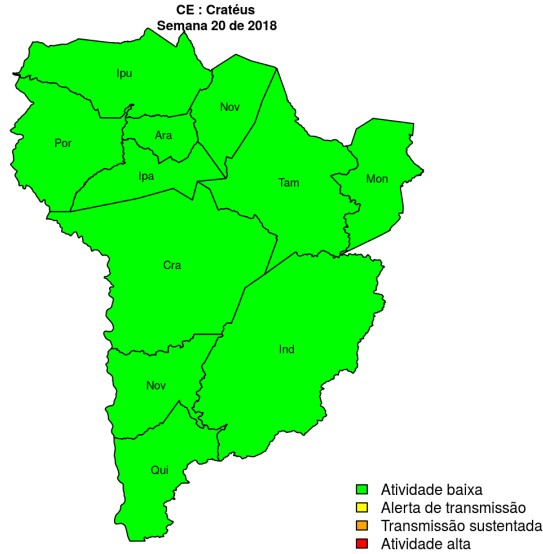 CE : Cratéus
Semana 20 de 2018
Ipu
Nov
Por
Ara
Ipa
Tam
Mon
Cra
Ind
Nov
Qui
Atividade baixa
Alerta de transmissão
Transmissão sustentada
Atividade alta